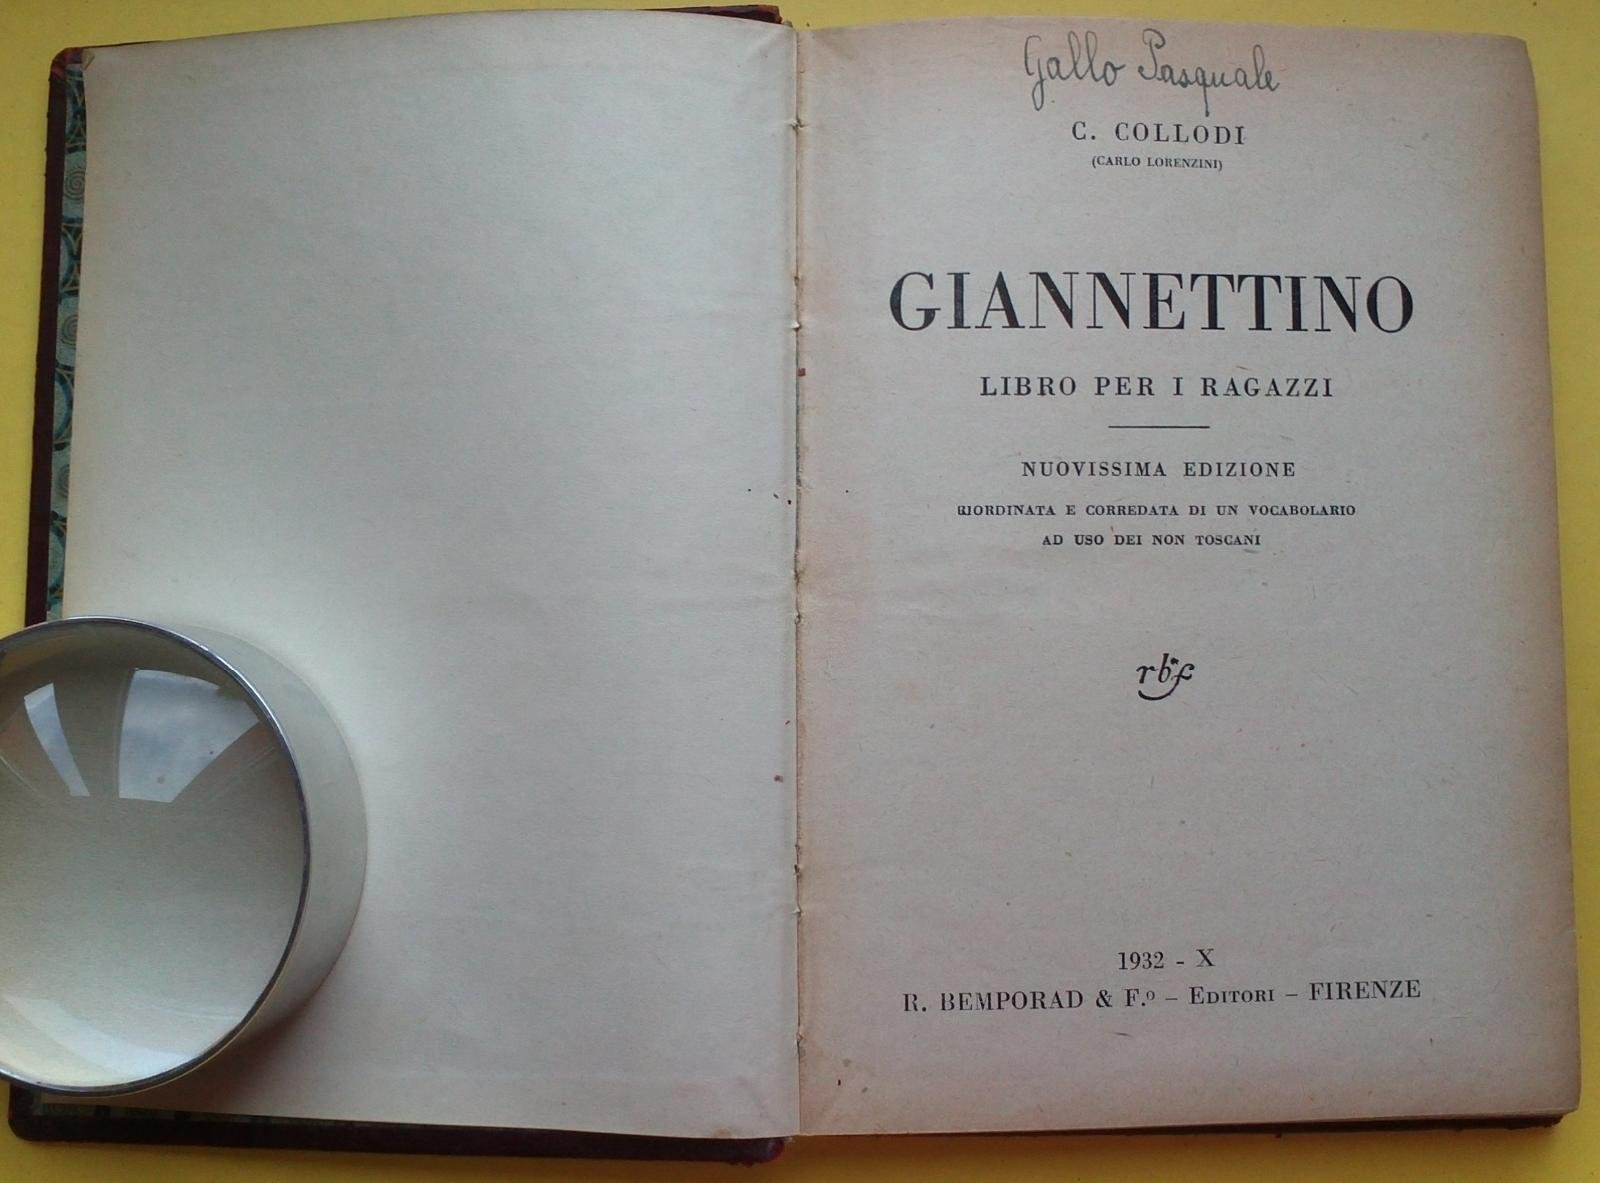 Gallo Pasquale
C. COLLODI
(CARLO LORENZINI)
GIANNETTINO
LIBRO PER I RAGAZZI
NUOVISSIMA EDIZIONE
RIORDINATA E CORREDATA DI UN VOCABOLARIO
AD USO DEI NON TOSCANI
rbf
1932 - X
R. BEMPORAD & F.º – EDITORI – FIRENZE